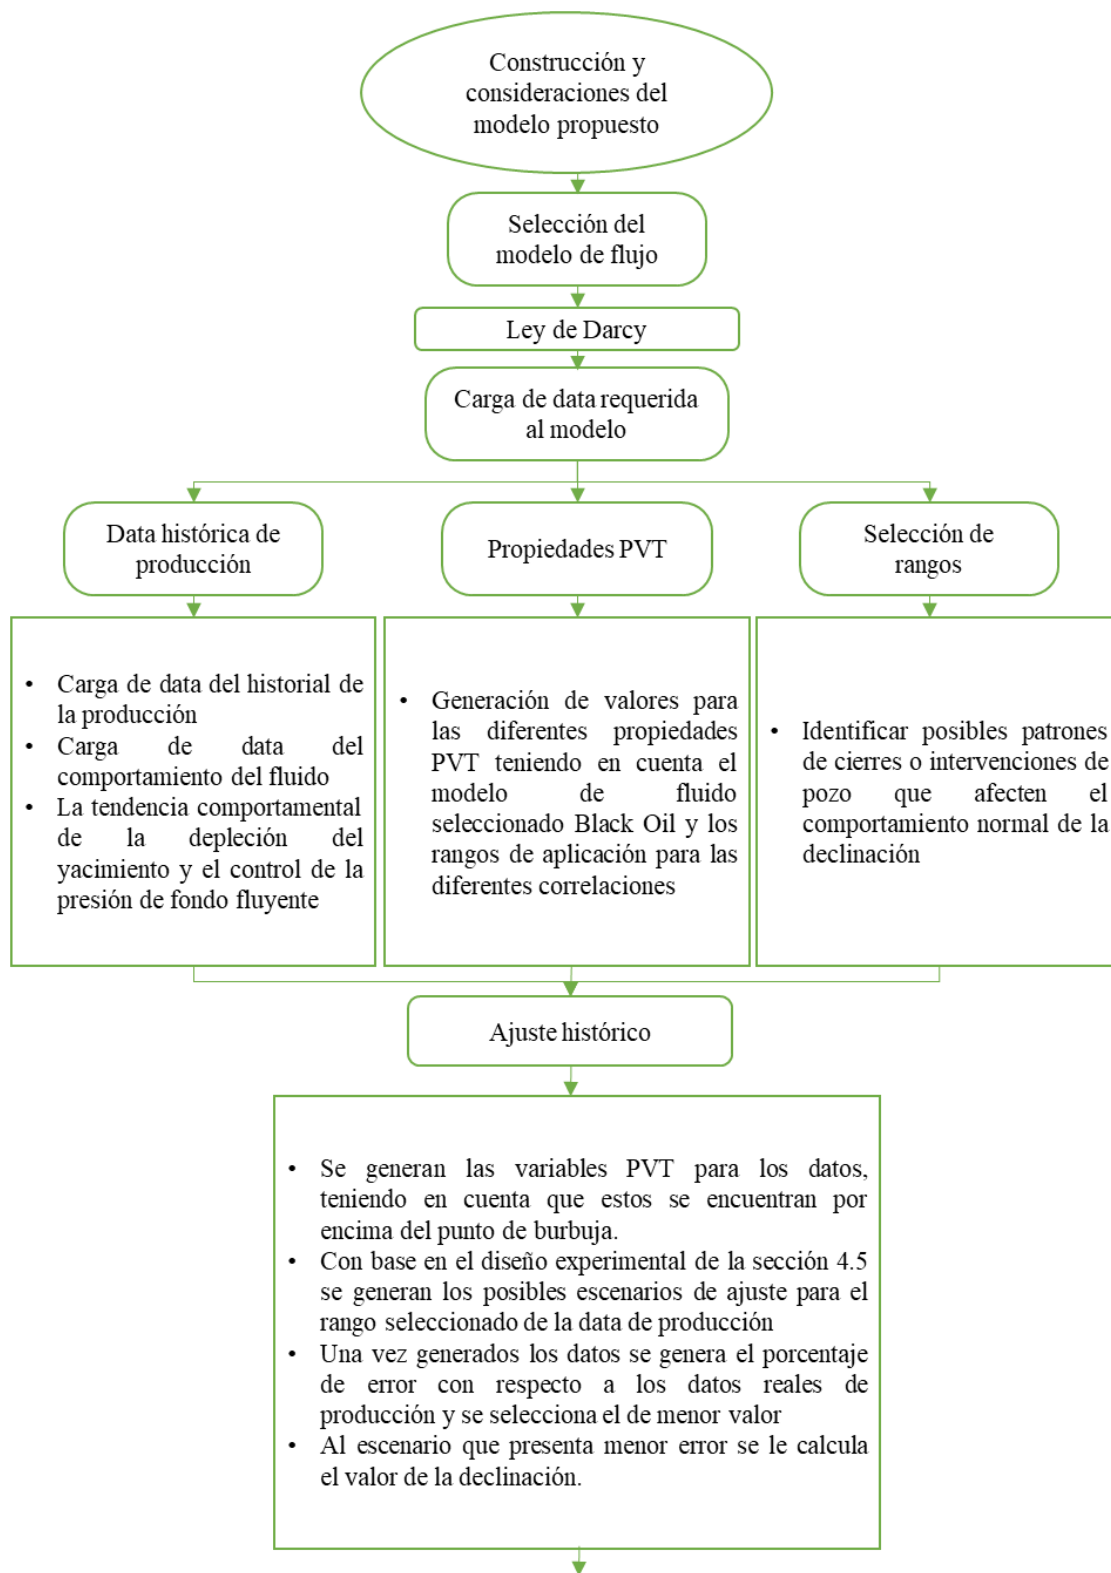 Construcción y
consideraciones del
modelo propuesto
Selección del
modelo de flujo
Ley de Darcy
Carga de data requerida
al modelo
Data histórica de
producción
Propiedades PVT
Selección de
rangos
• Carga de data del historial de
la producción
• Carga de data del
comportamiento del fluido
• La tendencia comportamental
de la depleción del
yacimiento y el control de la
presión de fondo fluyente
• Generación de valores para
las diferentes propiedades
PVT teniendo en cuenta el
modelo de fluido
seleccionado Black Oil y los
rangos de aplicación para las
diferentes correlaciones
• Identificar posibles patrones
de cierres o intervenciones de
pozo que afecten el
comportamiento normal de la
declinación
Ajuste histórico
• Se generan las variables PVT para los datos,
teniendo en cuenta que estos se encuentran por
encima del punto de burbuja.
• Con base en el diseño experimental de la sección 4.5
se generan los posibles escenarios de ajuste para el
rango seleccionado de la data de producción
• Una vez generados los datos se genera el porcentaje
de error con respecto a los datos reales de
producción y se selecciona el de menor valor
• Al escenario que presenta menor error se le calcula
el valor de la declinación.